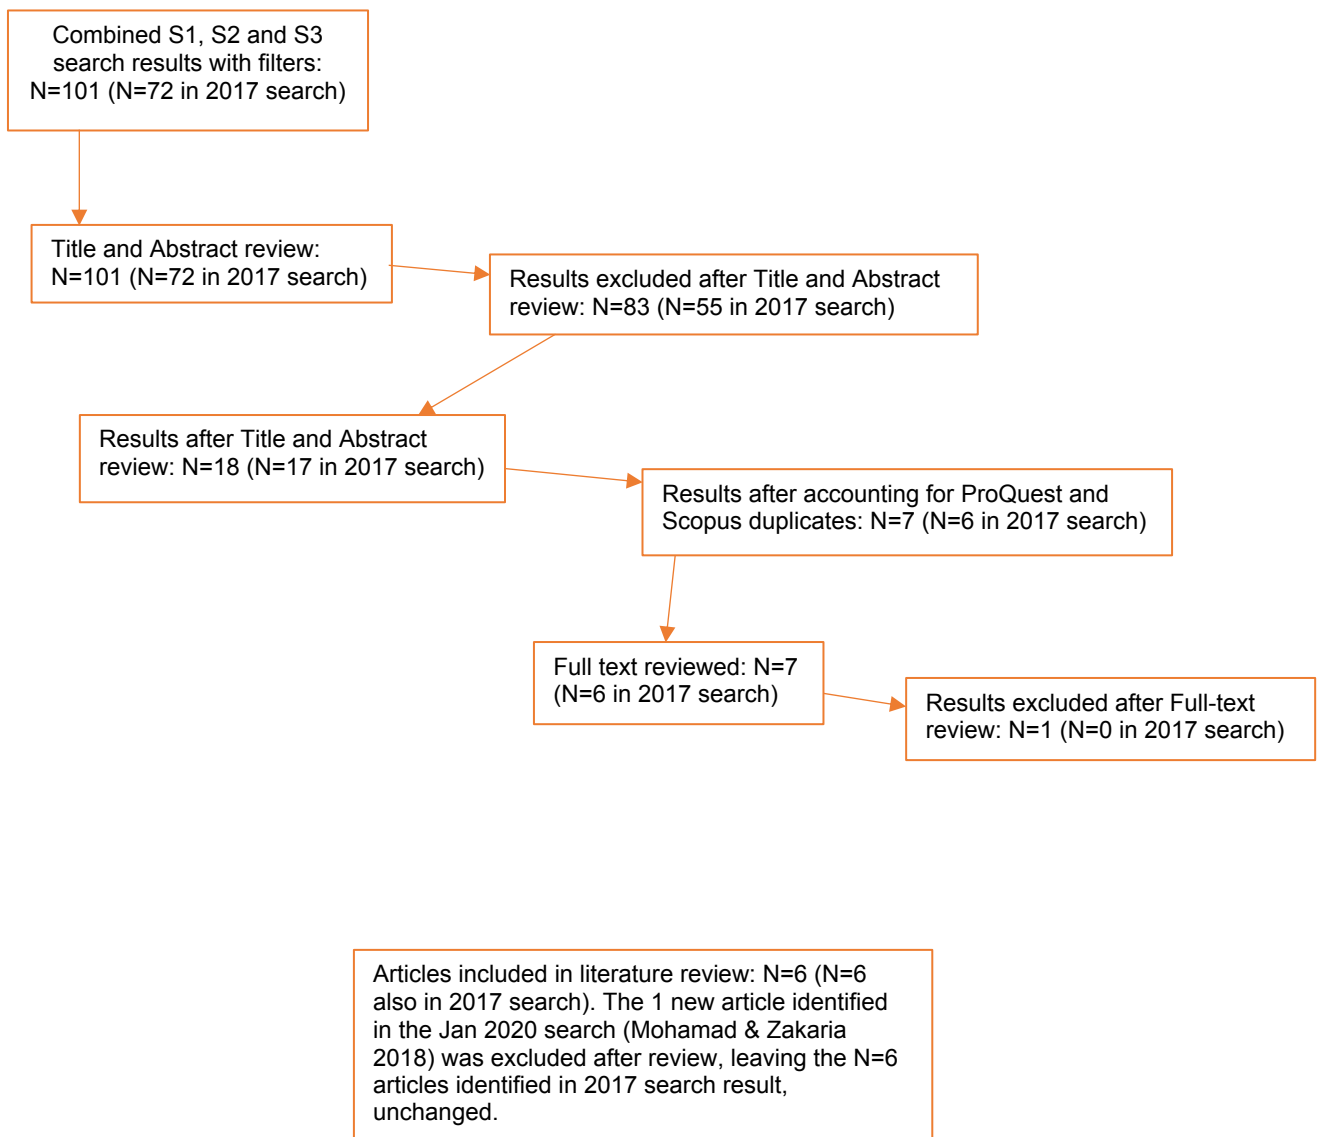 Combined S1, S2 and S3
search results with filters:
N=101 (N=72 in 2017 search)
Title and Abstract review:
N=101 (N=72 in 2017 search)
Results excluded after Title and Abstract
review: N=83 (N=55 in 2017 search)
Results after Title and Abstract
review: N=18 (N=17 in 2017 search)
Results after accounting for ProQuest and
Scopus duplicates: N=7 (N=6 in 2017 search)
Full text reviewed: N=7
(N=6 in 2017 search)
Results excluded after Full-text
review: N=1 (N=0 in 2017 search)
Articles included in literature review: N=6 (N=6
also in 2017 search). The 1 new article identified
in the Jan 2020 search (Mohamad & Zakaria
2018) was excluded after review, leaving the N=6
articles identified in 2017 search result,
unchanged.